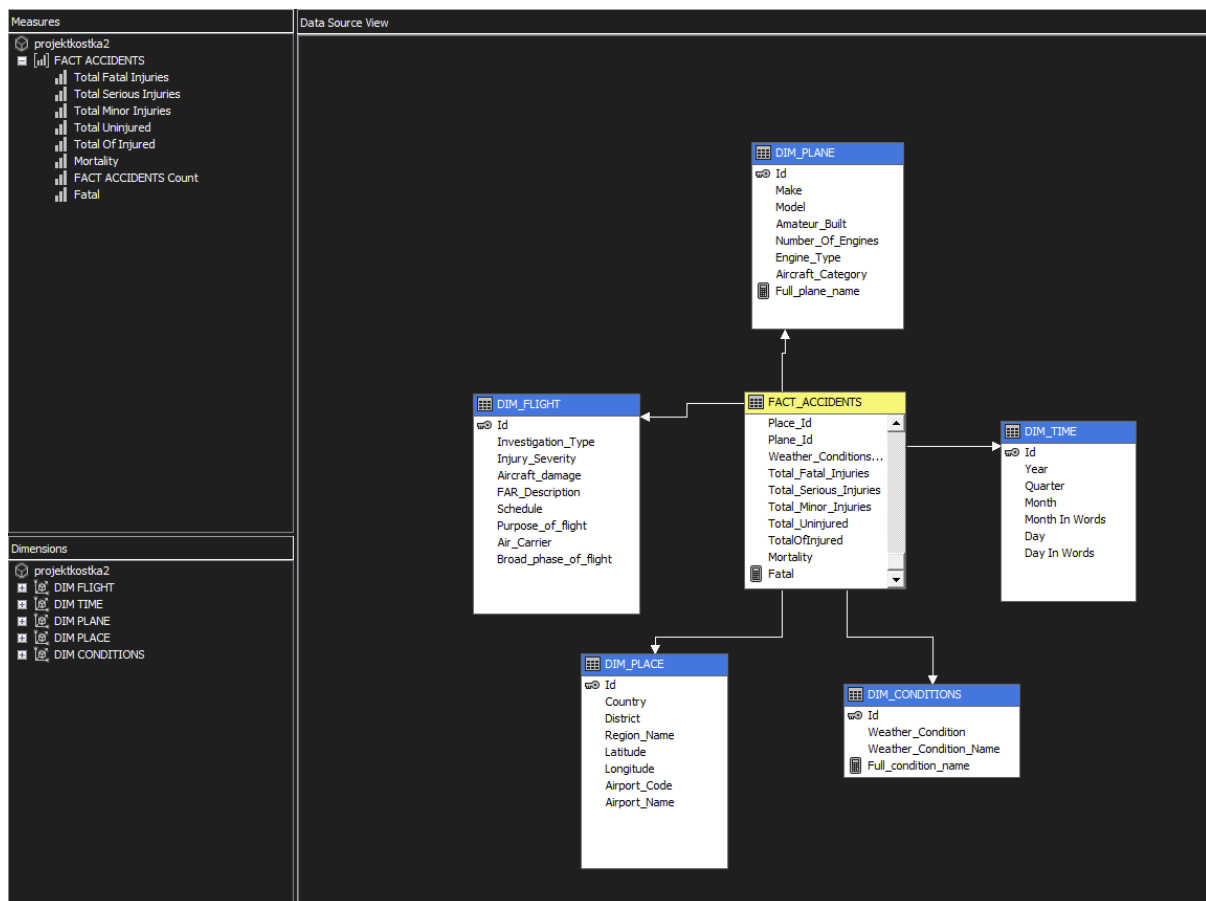 Measures
projektkostka2
FACT ACCIDENTS
Total Fatal Injuries
Total Serious Injuries
Total Minor Injuries
Total Uninjured
Total Of Injured
Mortality
FACT ACCIDENTS Count
Fatal
Dimensions
projektkostka2
DIM FLIGHT
DIM TIME
DIM PLANE
DIM PLACE
DIM CONDITIONS
Data Source View
DIM_PLANE
Id
Make
Model
Amateur_Built
Number_Of_Engines
Engine_Type
Aircraft_Category
Full_plane_name
DIM_FLIGHT
Id
Investigation_Type
Injury_Severity
Aircraft_damage
FAR_Description
Schedule
Purpose_of_flight
Air_Carrier
Broad_phase_of_flight
FACT_ACCIDENTS
Place_Id
Plane_Id
Weather_Conditions...
Total_Fatal_Injuries
Total_Serious_Injuries
Total_Minor_Injuries
Total_Uninjured
TotalOfInjured
Mortality
Fatal
DIM_TIME
Id
Year
Quarter
Month
Month In Words
Day
Day In Words
DIM_PLACE
Id
Country
District
Region_Name
Latitude
Longitude
Airport_Code
Airport_Name
DIM_CONDITIONS
Id
Weather_Condition
Weather_Condition_Name
Full_condition_name